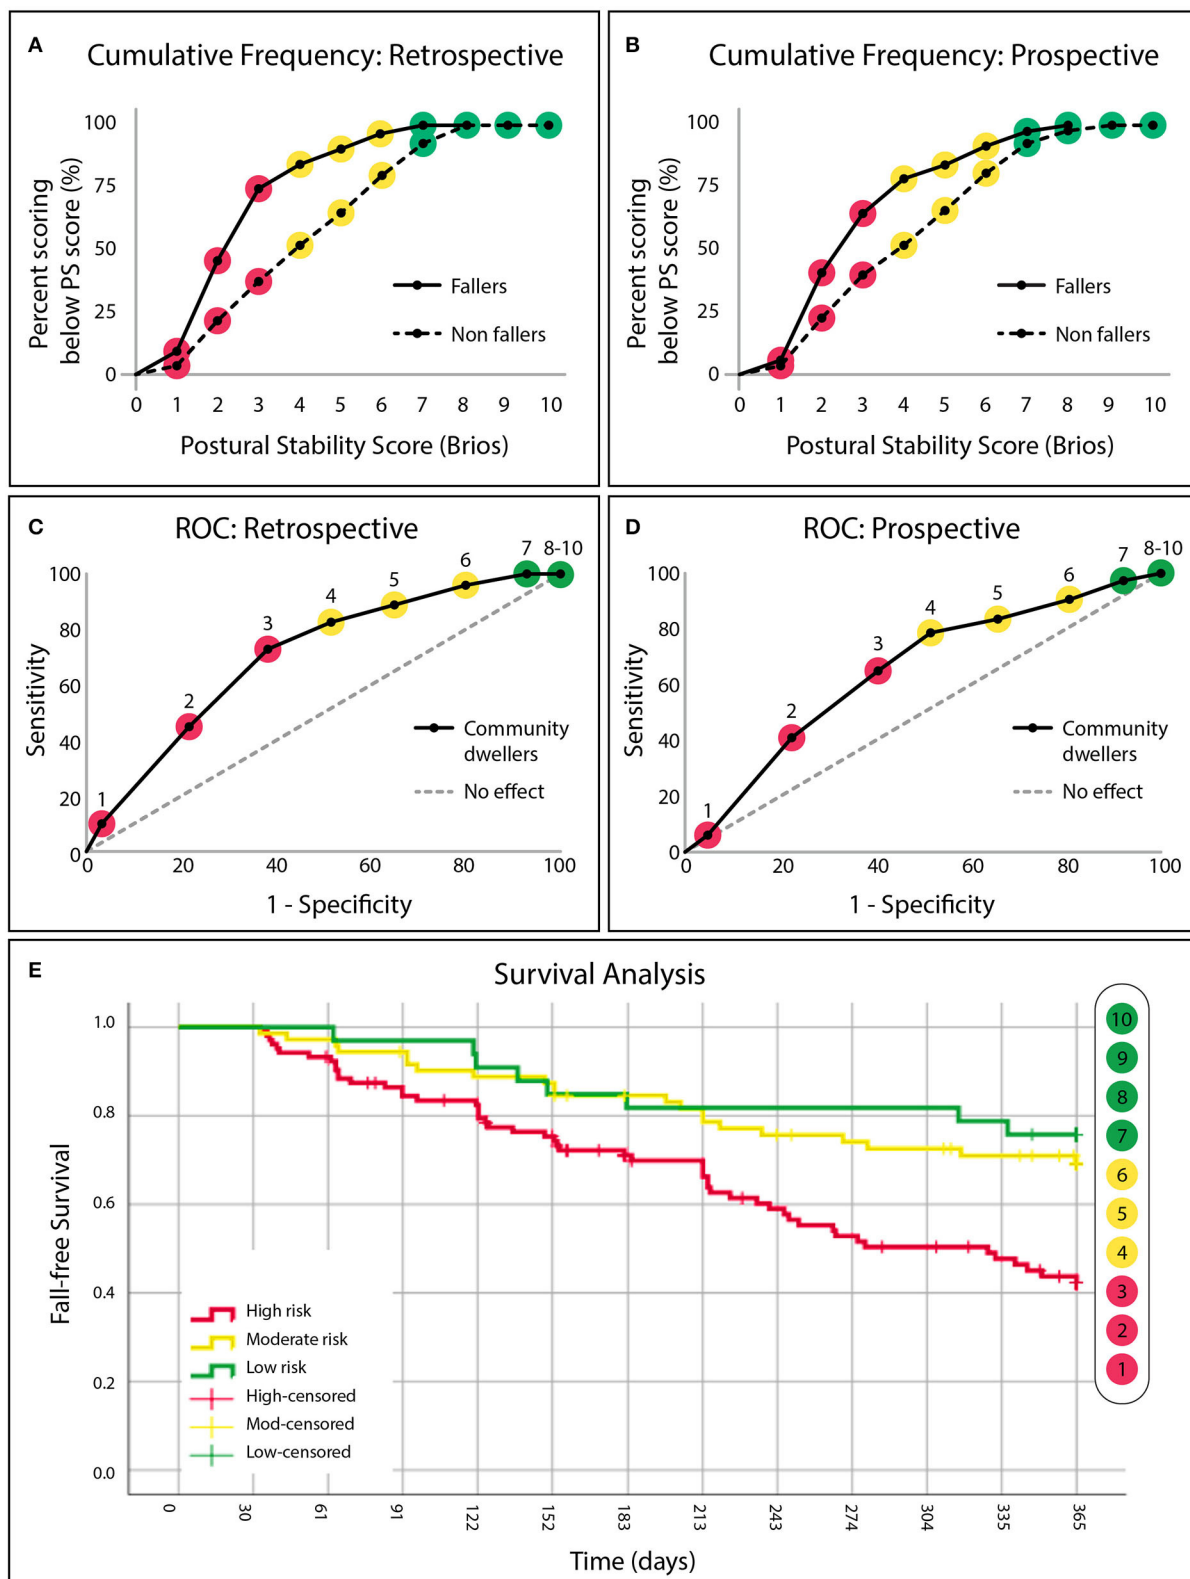 A
Cumulative Frequency: Retrospective
Percent scoring
below PS score (%)
100
75
50
25
0
Fallers
Non fallers
0 1 2 3 4 5 6 7 8 9 10
Postural Stability Score (Brios)
B
Cumulative Frequency: Prospective
Percent scoring
below PS score (%)
100
75
50
25
0
Fallers
Non fallers
0 1 2 3 4 5 6 7 8 9 10
Postural Stability Score (Brios)
C
ROC: Retrospective
Sensitivity
100
80
60
40
20
0
1
2
3
4
5
6
7
8-10
Community
dwellers
No effect
0 20 40 60 80 100
1 - Specificity
D
ROC: Prospective
Sensitivity
100
80
60
40
20
0
1
2
3
4
5
6
7
8-10
Community
dwellers
No effect
0 20 40 60 80 100
1 - Specificity
E
Survival Analysis
Fall-free Survival
1.0
0.8
0.6
0.4
0.2
0.0
High risk
Moderate risk
Low risk
High-censored
Mod-censored
Low-censored
0 30 61 91 122 152 183 213 243 274 304 335 365
Time (days)
10
9
8
7
6
5
4
3
2
1